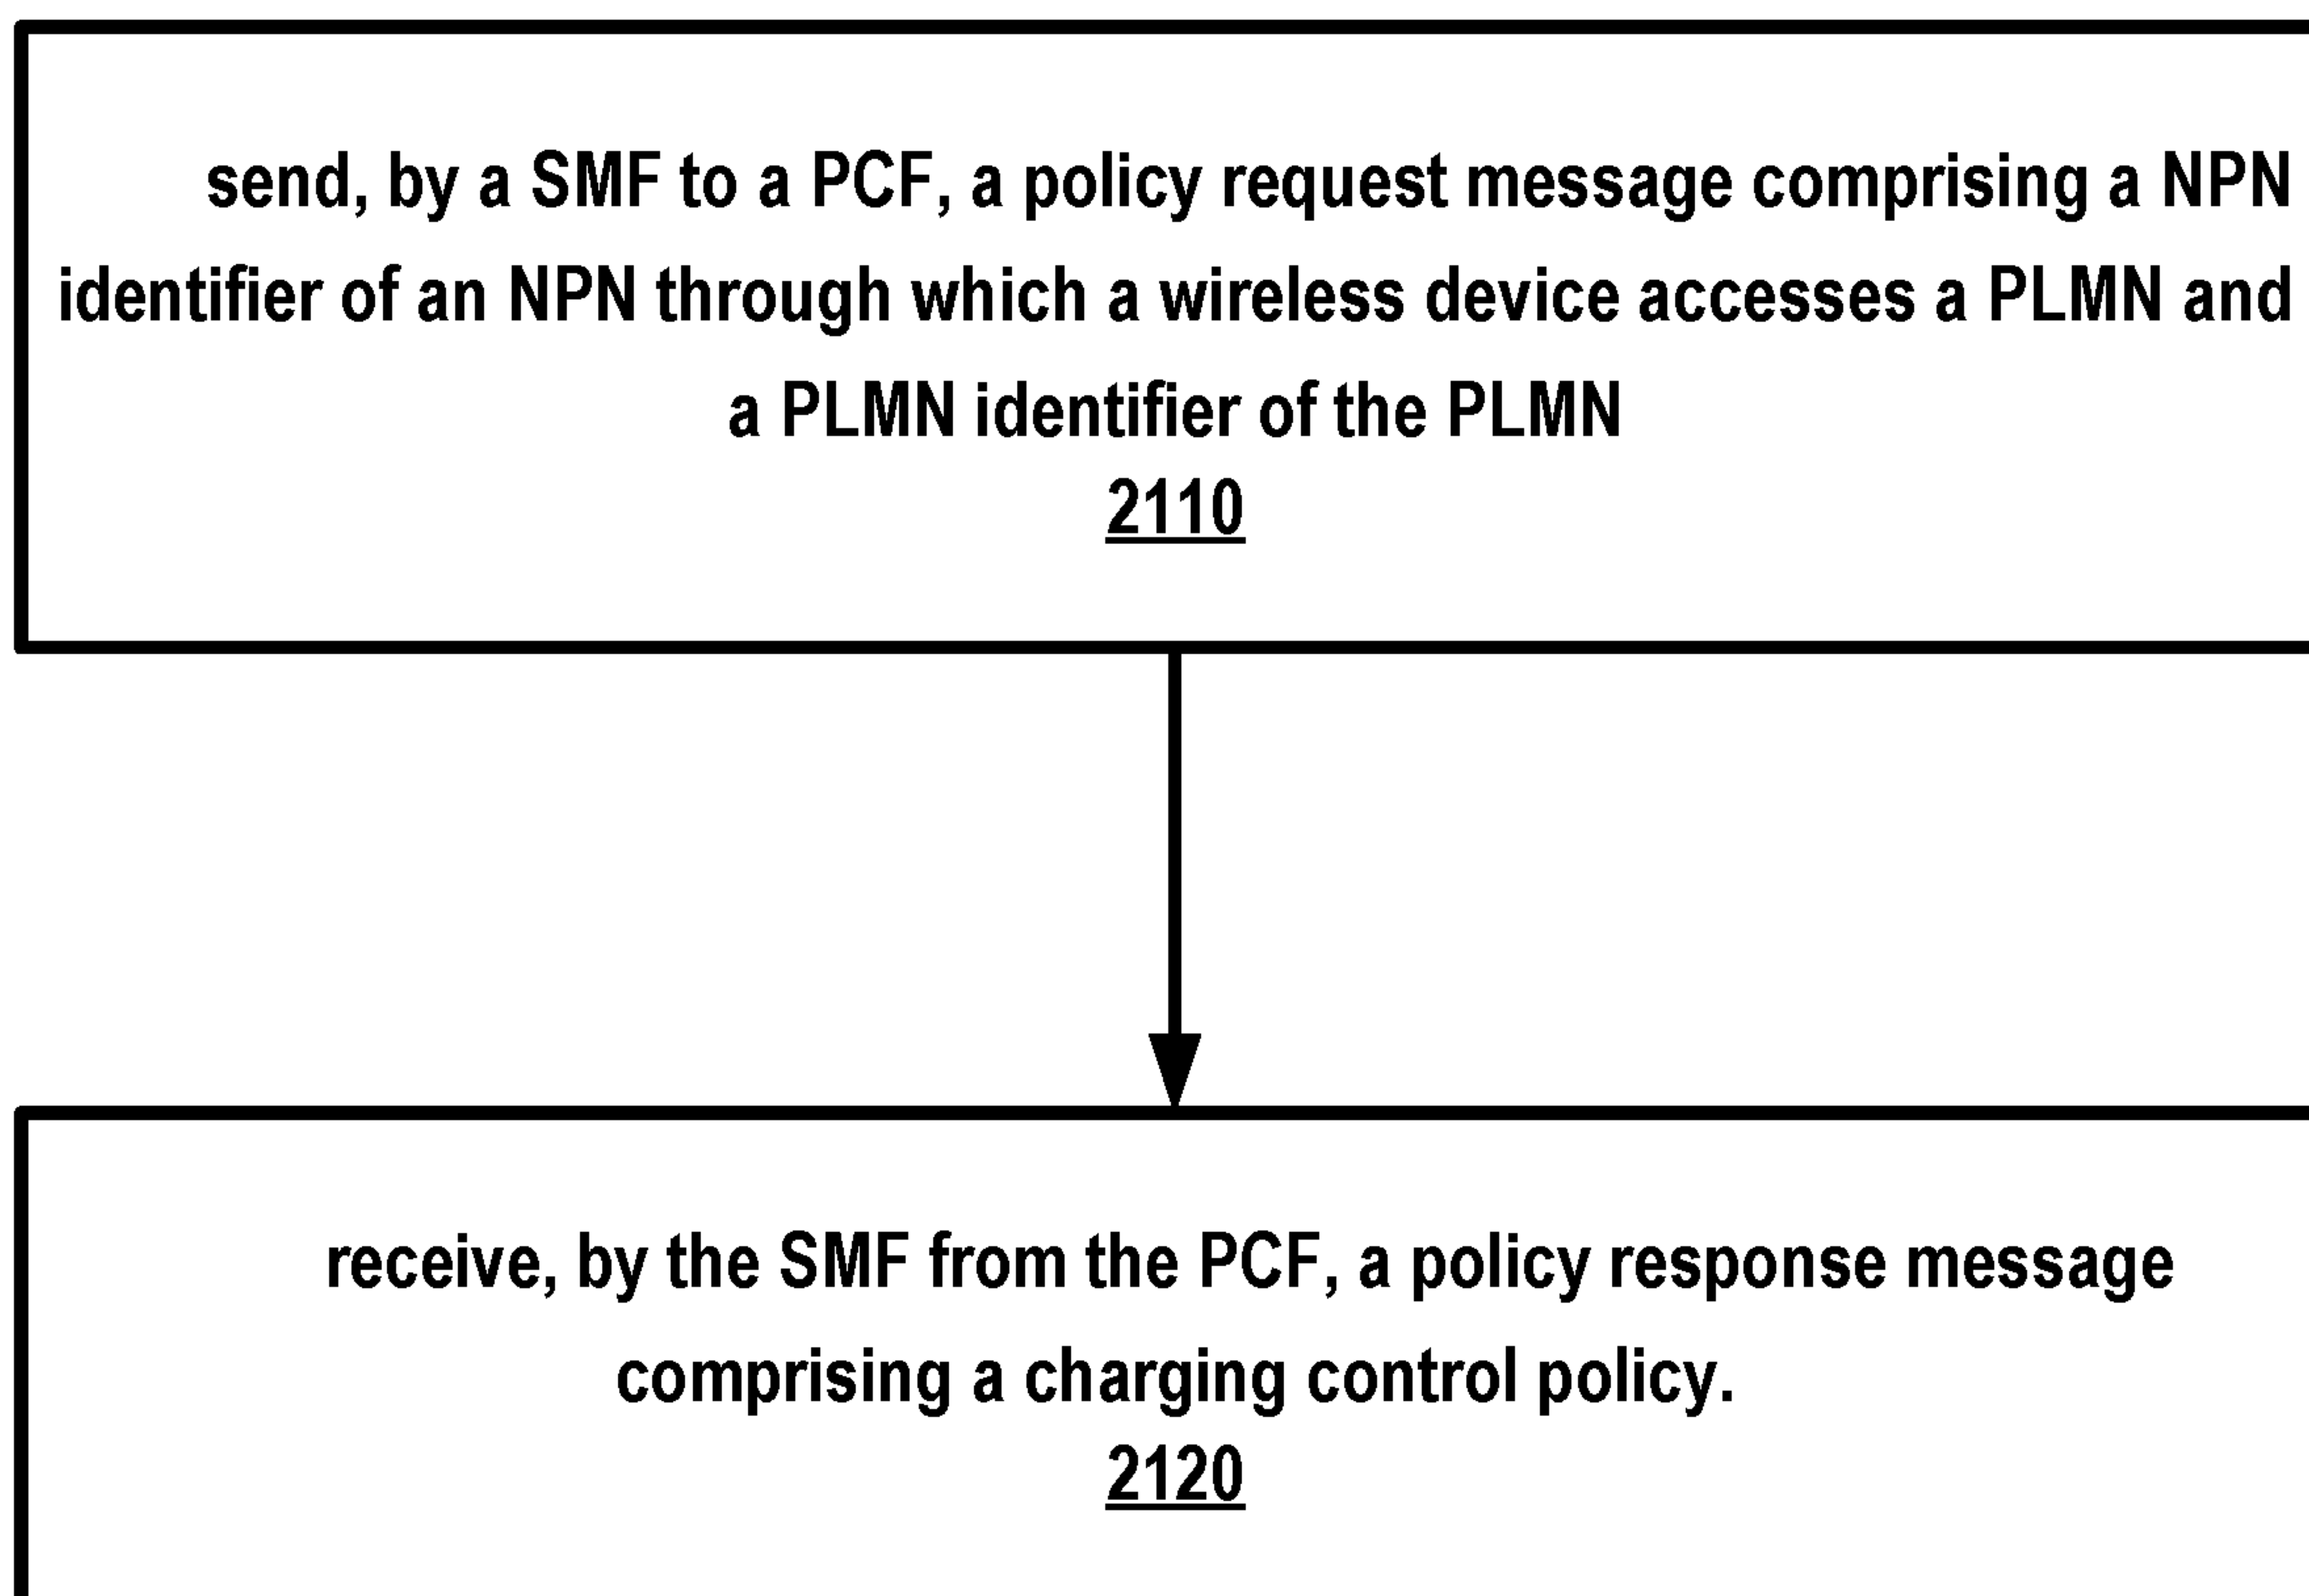 send, by a SMF to a PCF, a policy request message comprising a NPN
identifier of an NPN through which a wireless device accesses a PLMN and
a PLMN identifier of the PLMN
2110
receive, by the SMF from the PCF, a policy response message
comprising a charging control policy.
2120